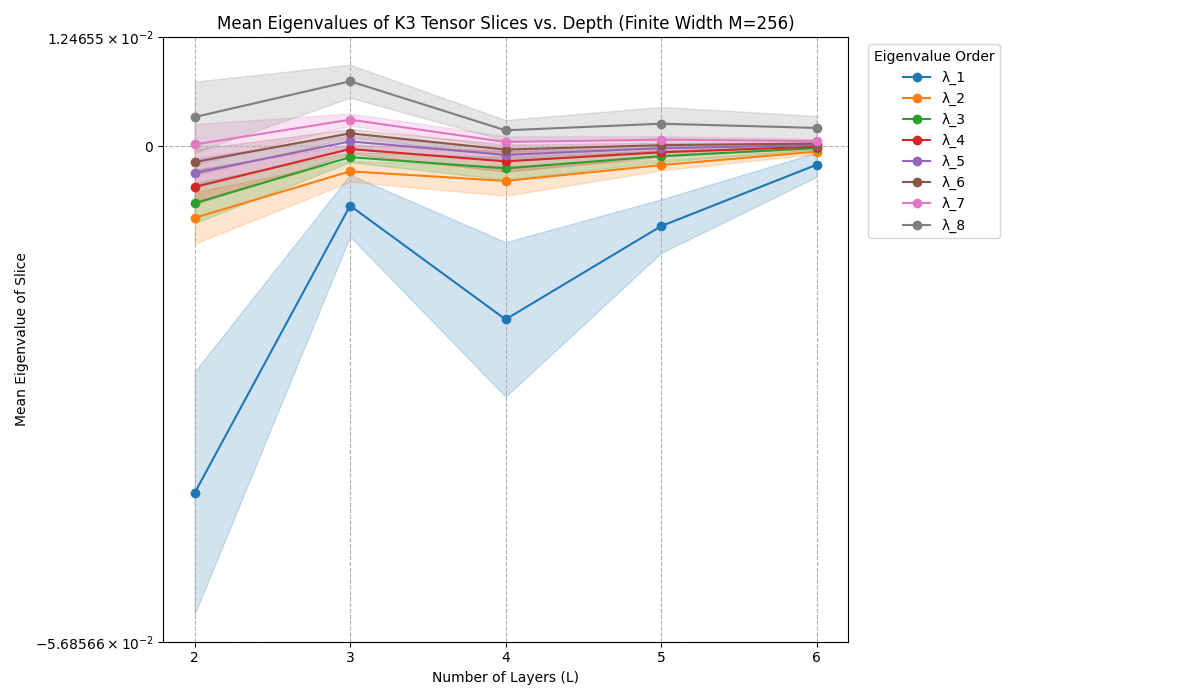 Mean Eigenvalues of K3 Tensor Slices vs. Depth (Finite Width M=256)
1.24655 × 10⁻²
0
−5.68566 × 10⁻²
Mean Eigenvalue of Slice
2 3 4 5 6
Number of Layers (L)
Eigenvalue Order
λ_1
λ_2
λ_3
λ_4
λ_5
λ_6
λ_7
λ_8